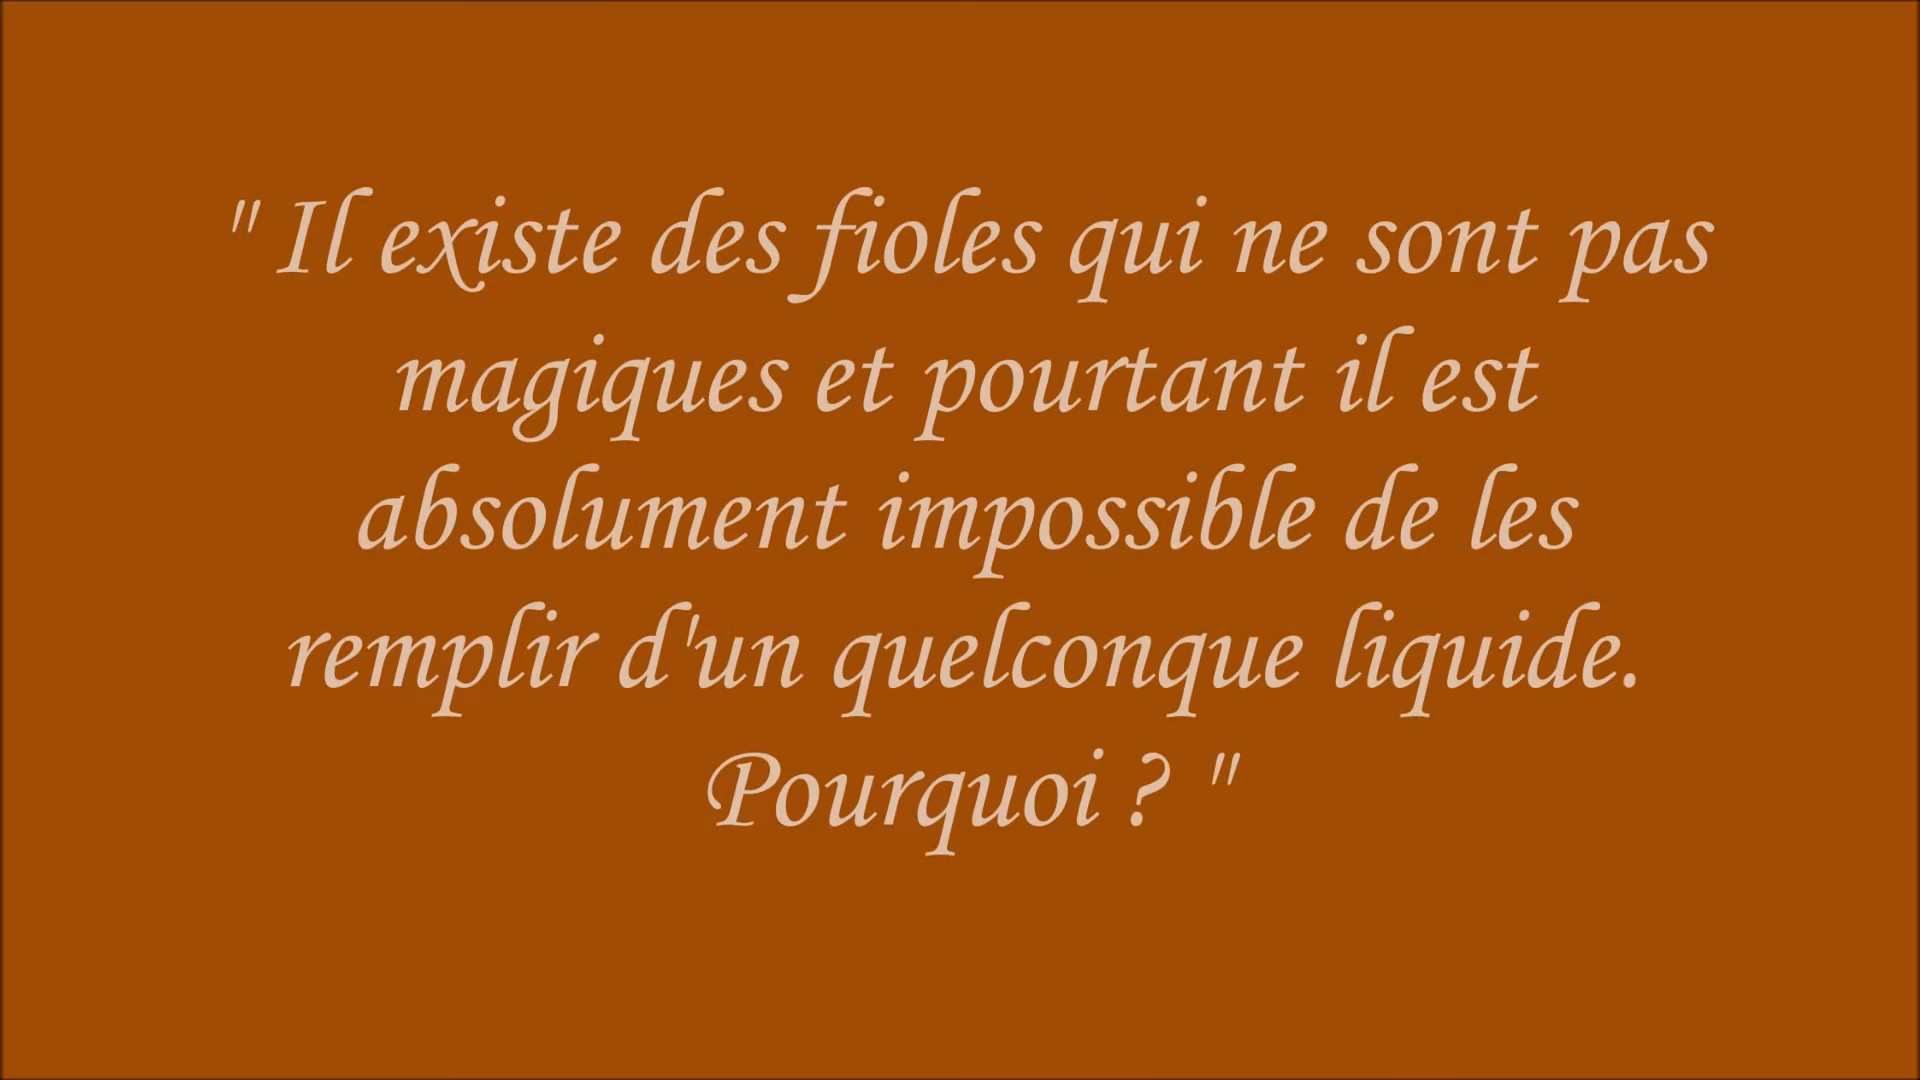 " Il existe des fioles qui ne sont pas
magiques et pourtant il est
absolument impossible de les
remplir d'un quelconque liquide.
Pourquoi ? "